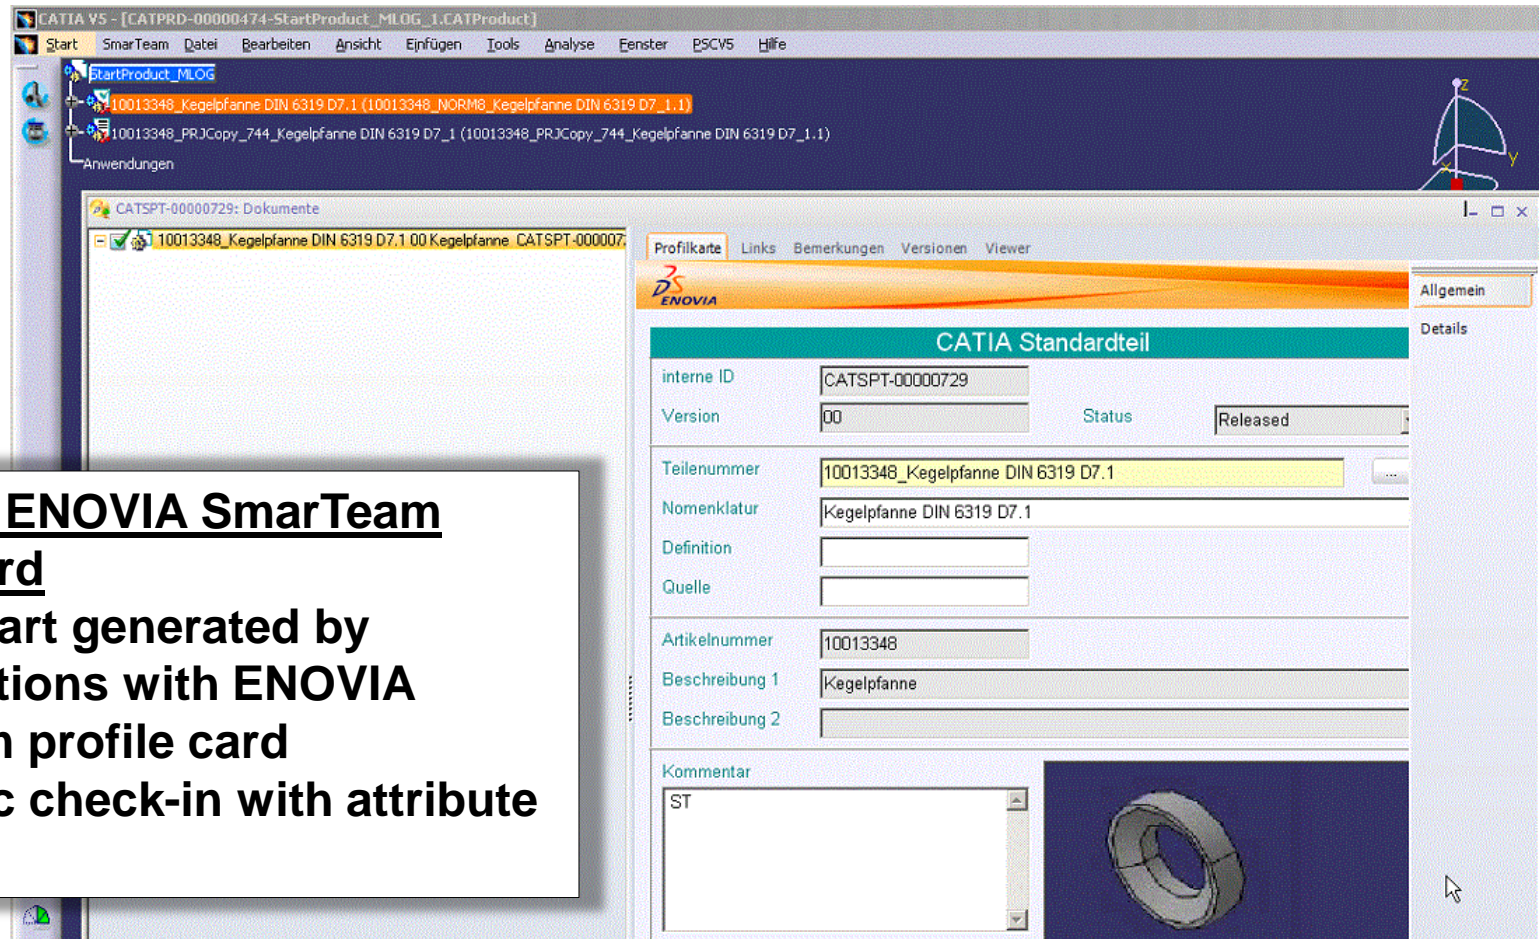 CATIA V5 - [CATPRD-00000474-StartProduct_MLOG_1.CATProduct]
Start SmarTeam Datei Bearbeiten Ansicht Einfügen Tools Analyse Fenster PSCV5 Hilfe
StartProduct_MLOG
10013348_Kegelpfanne DIN 6319 D7.1 (10013348_NORM8_Kegelpfanne DIN 6319 D7_1.1)
10013348_PRJCopy_744_Kegelpfanne DIN 6319 D7_1 (10013348_PRJCopy_744_Kegelpfanne DIN 6319 D7_1.1)
Anwendungen
z
y
x
CATSPT-00000729: Dokumente
10013348_Kegelpfanne DIN 6319 D7.1 00 Kegelpfanne CATSPT-000007
Profilkarte Links Bemerkungen Versionen Viewer
ENOVIA
Allgemein
Details
CATIA Standardteil
interne ID CATSPT-00000729
Version 00 Status Released
Teilenummer 10013348_Kegelpfanne DIN 6319 D7.1 ...
Nomenklatur Kegelpfanne DIN 6319 D7.1
Definition
Quelle
Artikelnummer 10013348
Beschreibung 1 Kegelpfanne
Beschreibung 2
Kommentar
ST
ENOVIA SmarTeam
rd
art generated by
tions with ENOVIA
n profile card
c check-in with attribute